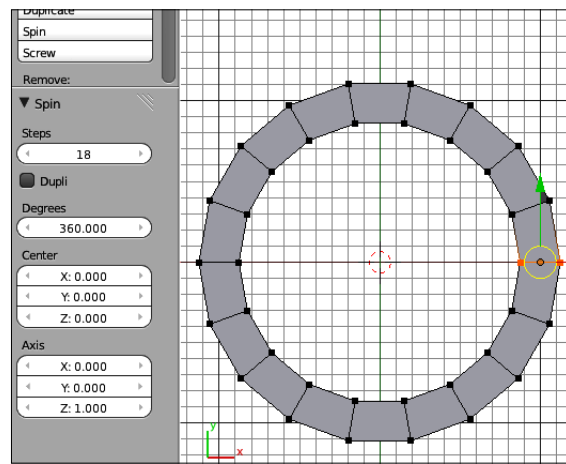 Duplicate
Spin
Screw
Remove:
Spin
Steps
18
Dupli
Degrees
360.000
Center
X: 0.000
Y: 0.000
Z: 0.000
Axis
X: 0.000
Y: 0.000
Z: 1.000
y
x